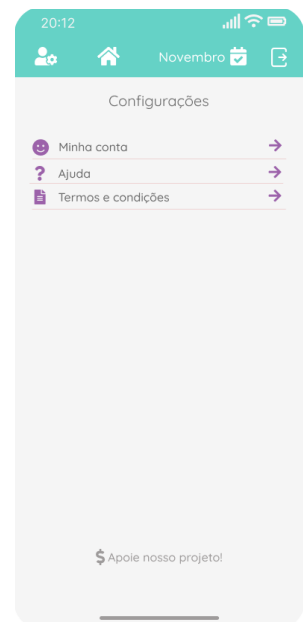 20:12
Novembro
Configurações
Minha conta
Ajuda
Termos e condições
Apoie nosso projeto!